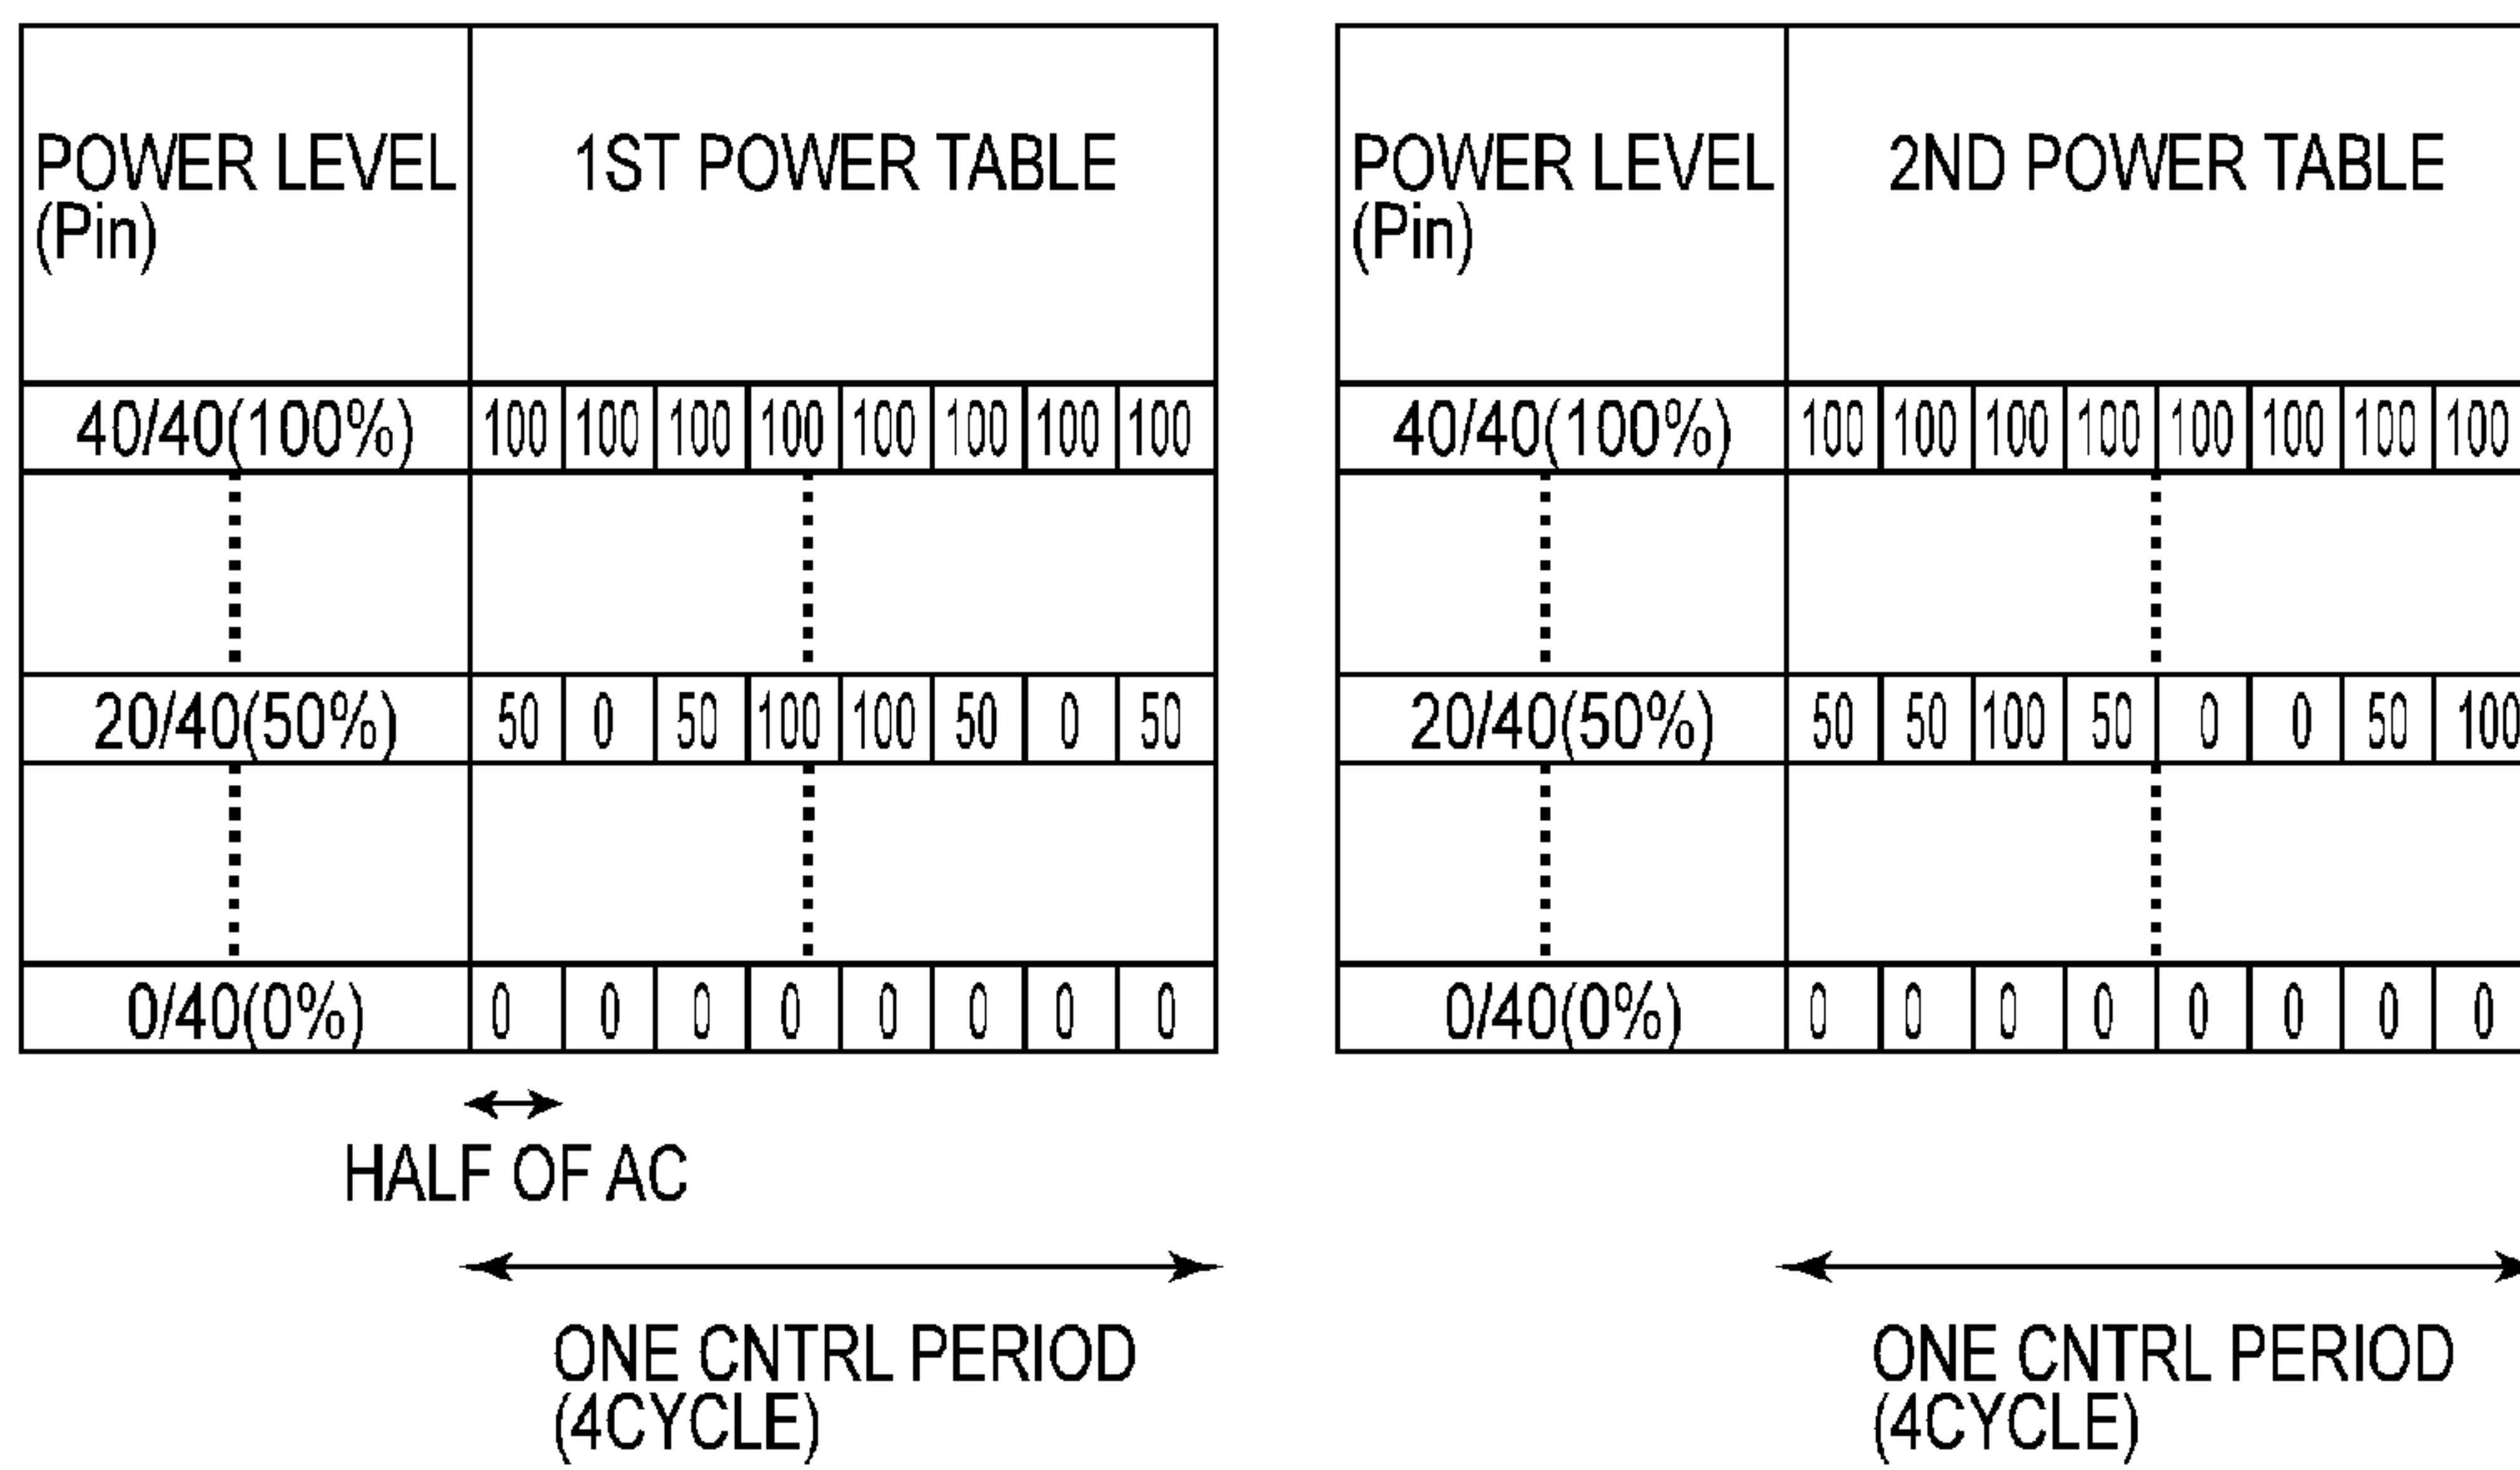 POWER LEVEL
(Pin)
1ST POWER TABLE
40/40(100%) 100 100 100 100 100 100 100 100
20/40(50%) 50 0 50 100 100 50 0 50
0/40(0%) 0 0 0 0 0 0 0 0
HALF OF AC
ONE CNTRL PERIOD
(4CYCLE)
POWER LEVEL
(Pin)
2ND POWER TABLE
40/40(100%) 100 100 100 100 100 100 100 100
20/40(50%) 50 50 100 50 0 0 50 100
0/40(0%) 0 0 0 0 0 0 0 0
ONE CNTRL PERIOD
(4CYCLE)